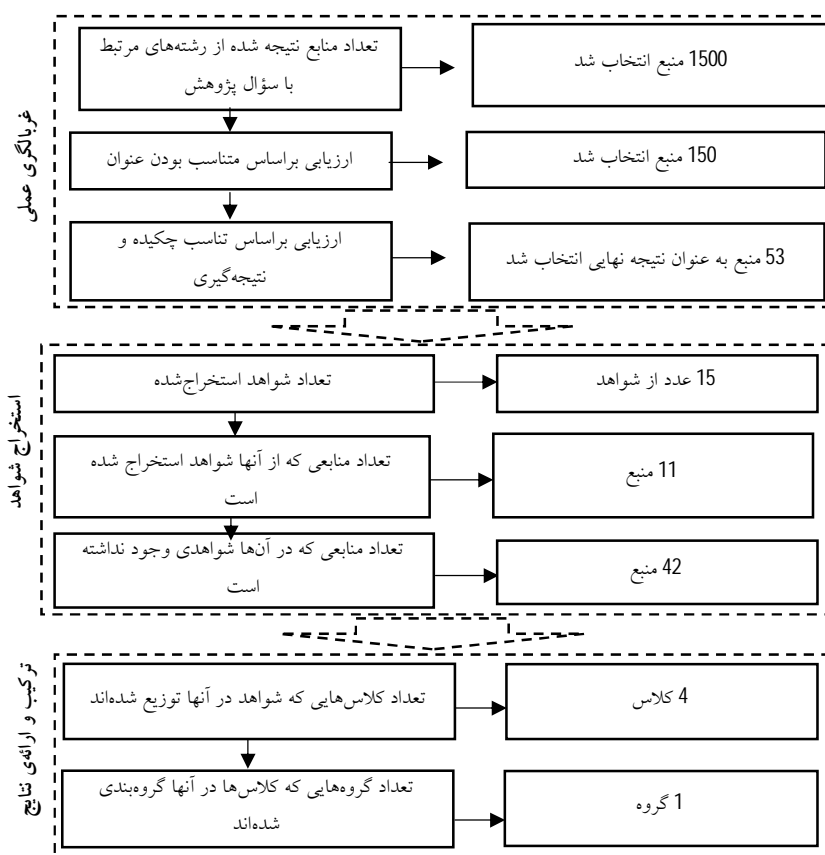 غربالگری عملی
تعداد منابع نتیجه شده از رشته‌های مرتبط
با سؤال پژوهش
1500 منبع انتخاب شد
ارزیابی براساس متناسب بودن عنوان
150 منبع انتخاب شد
ارزیابی براساس تناسب چکیده و
نتیجه‌گیری
53 منبع به عنوان نتیجه نهایی انتخاب شد
استخراج شواهد
تعداد شواهد استخراج‌شده
15 عدد از شواهد
تعداد منابعی که از آنها شواهد استخراج شده
است
11 منبع
تعداد منابعی که در آن‌ها شواهدی وجود نداشته
است
42 منبع
ترکیب و ارائه‌ی نتایج
تعداد کلاس‌هایی که شواهد در آنها توزیع شده‌اند
4 کلاس
تعداد گروه‌هایی که کلاس‌ها در آنها گروه‌بندی
شده‌اند
1 گروه